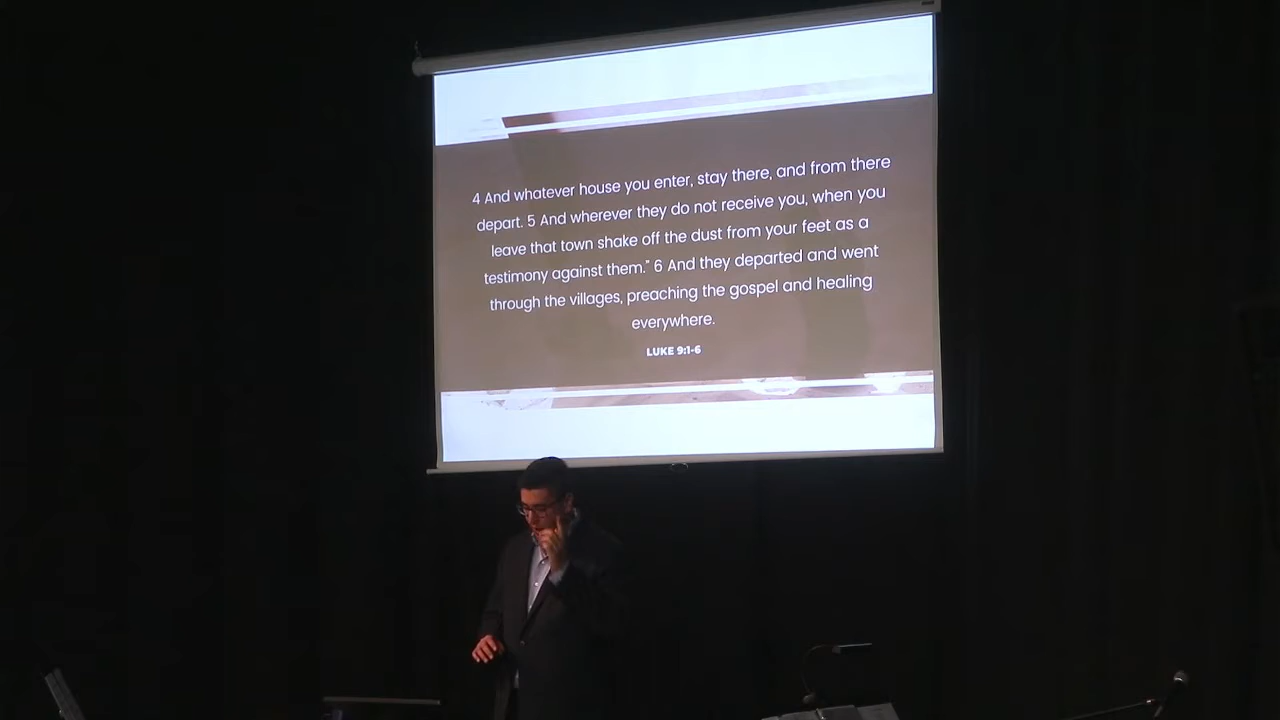 4 And whatever house you enter, stay there, and from there
depart. 5 And wherever they do not receive you, when you
leave that town shake off the dust from your feet as a
testimony against them.” 6 And they departed and went
through the villages, preaching the gospel and healing
everywhere.
LUKE 9:1-6